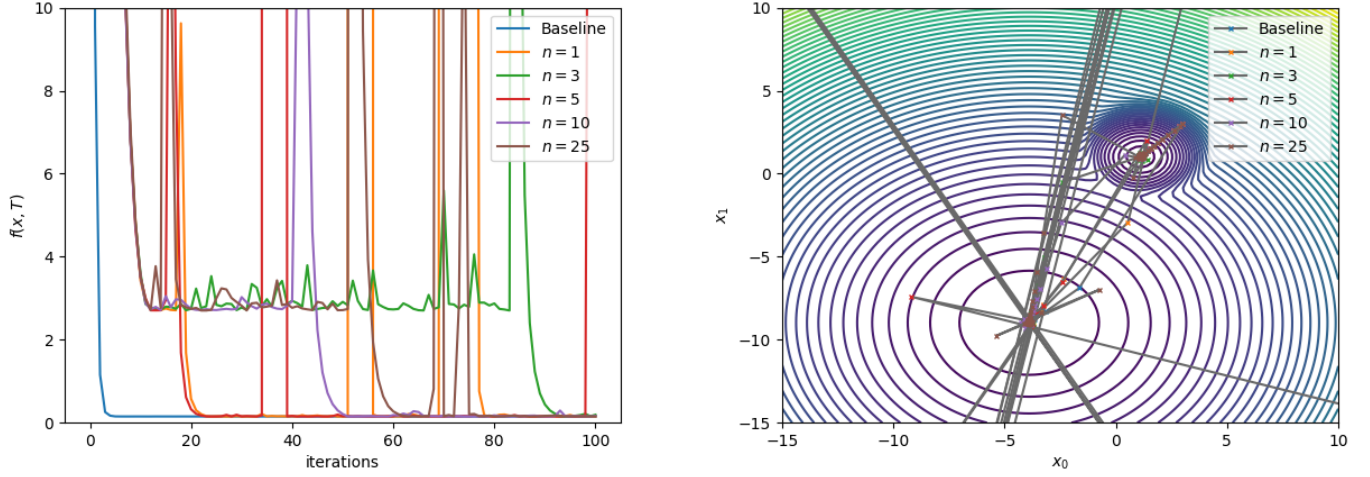 10
8
6
4
2
0
f(x, T)
0
20
40
60
80
100
iterations
Baseline
n = 1
n = 3
n = 5
n = 10
n = 25
10
5
0
−5
−10
−15
x₁
−15
−10
−5
0
5
10
x₀
Baseline
n = 1
n = 3
n = 5
n = 10
n = 25